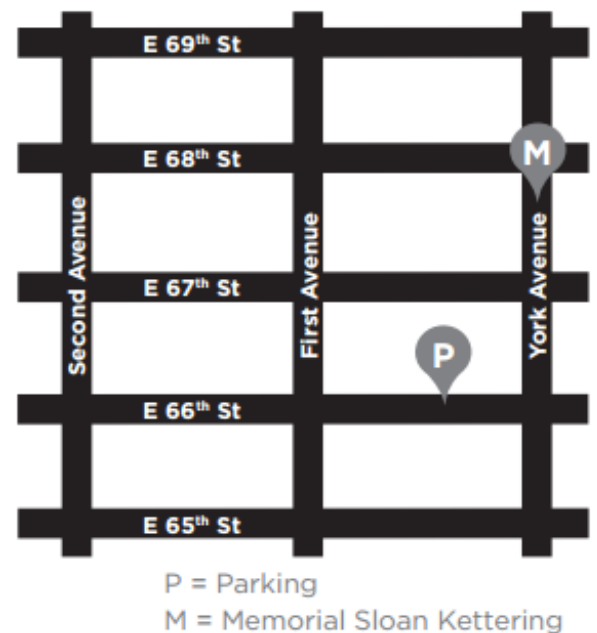 E 69th St
M
E 68th St
Second Avenue
First Avenue
York Avenue
E 67th St
P
E 66th St
E 65th St
P = Parking
M = Memorial Sloan Kettering